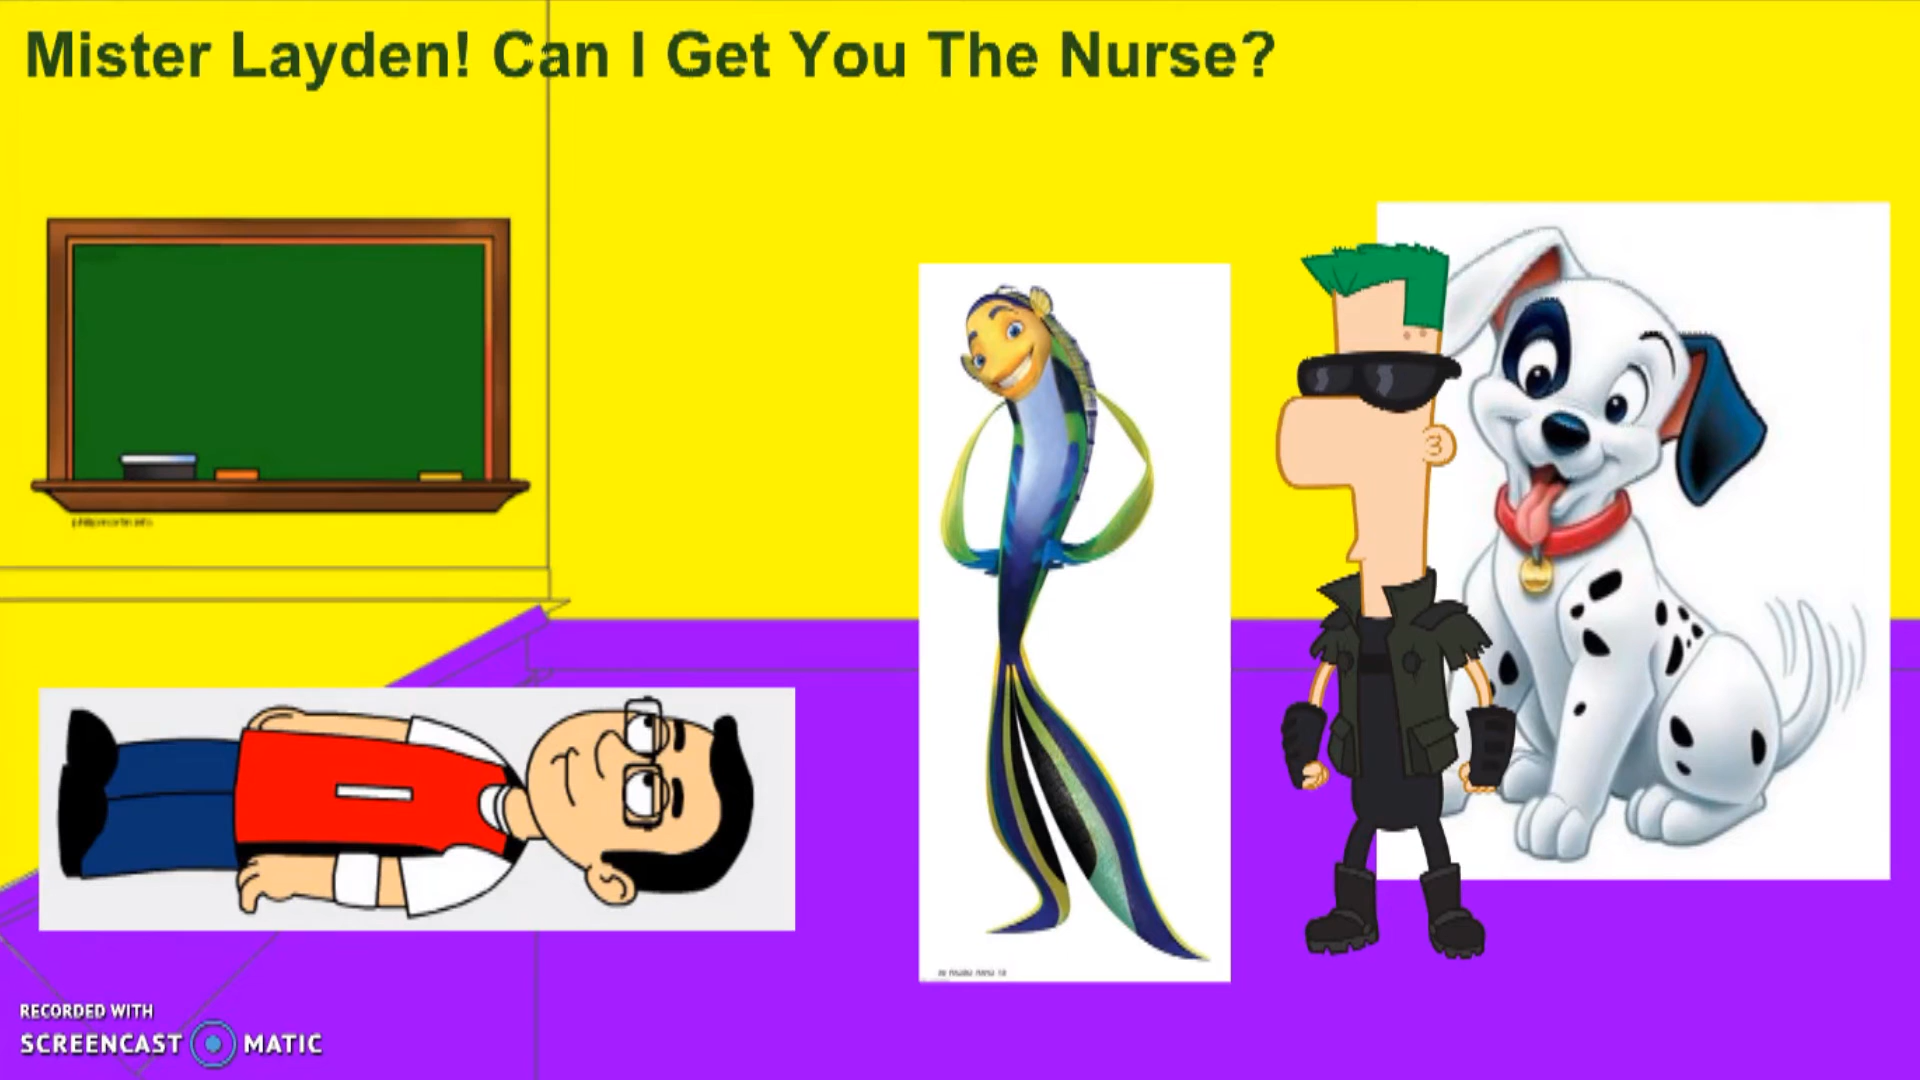 Mister Layden! Can I Get You The Nurse?
RECORDED WITH
SCREENCAST MATIC